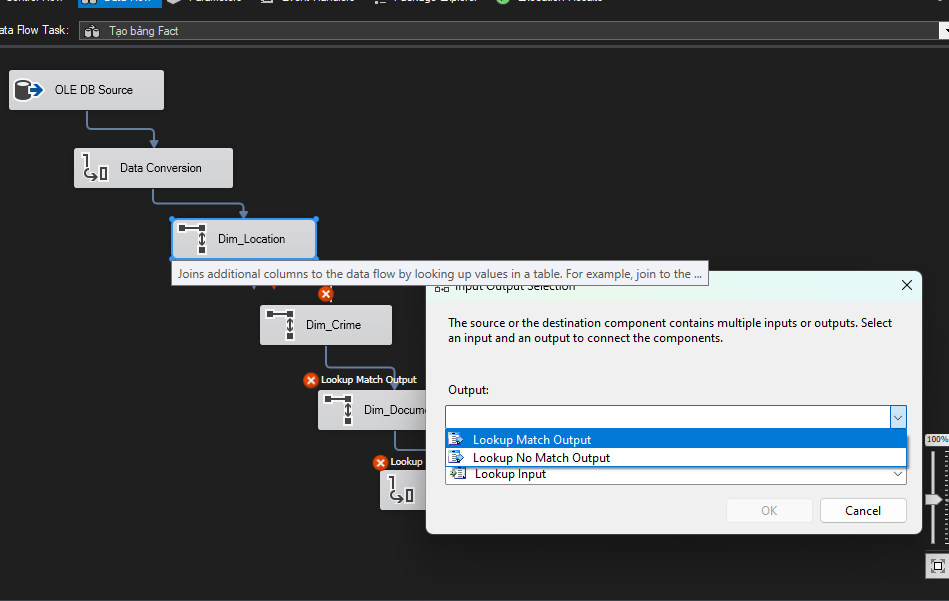 Data Flow Task:
Tạo bảng Fact
OLE DB Source
Data Conversion
Dim_Location
Joins additional columns to the data flow by looking up values in a table. For example, join to the ...
Input Output Selection
The source or the destination component contains multiple inputs or outputs. Select
an input and an output to connect the components.
Dim_Crime
Lookup Match Output
Output:
Dim_Docume
Lookup Match Output
Lookup No Match Output
Lookup
Lookup Input
100%
OK
Cancel